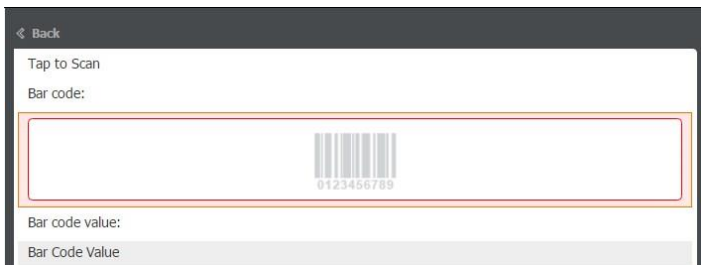 Back
Tap to Scan
Bar code:
0123456789
Bar code value:
Bar Code Value